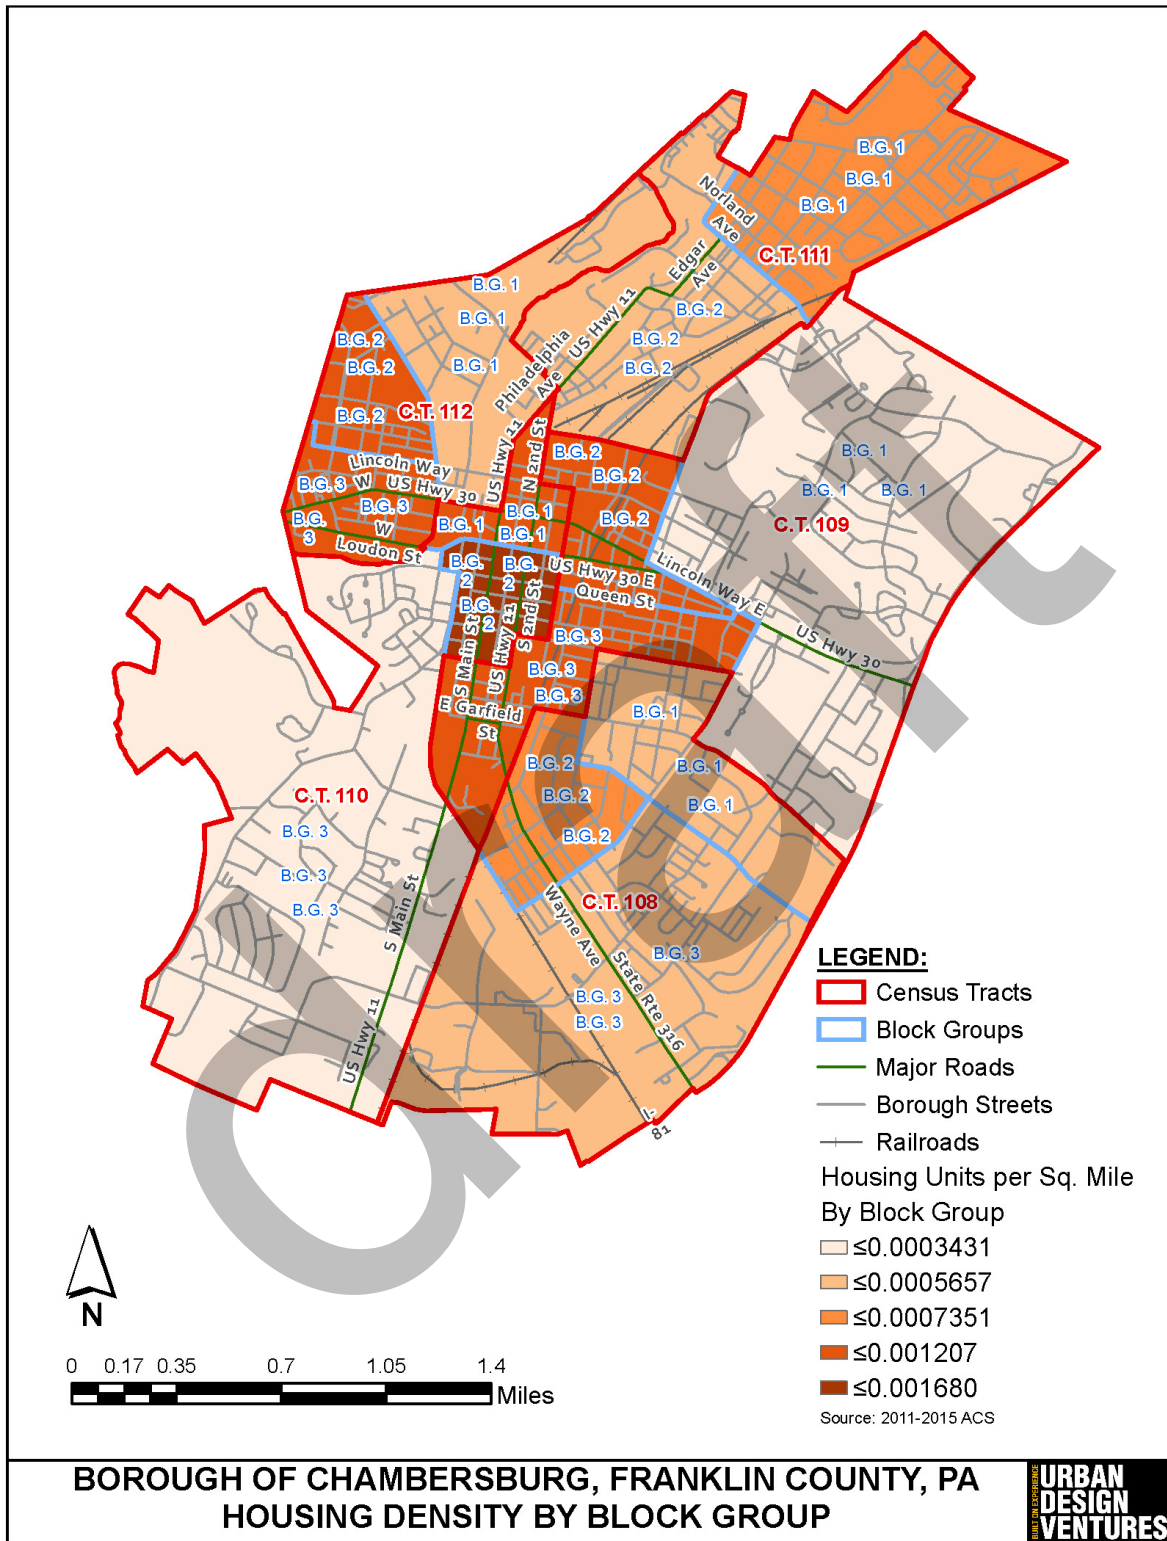 B.G. 1
B.G. 1
B.G. 1
Norland
Ave
C.T. 111
Edgar
Ave
B.G. 1
B.G. 1
B.G. 1
US Hwy 11
B.G. 2
B.G. 2
B.G. 2
Philadelphia
Ave
B.G. 2
B.G. 2
B.G. 2
C.T. 112
US Hwy 11
N 2nd St
Lincoln Way
W
US Hwy 30
B.G. 3
B.G. 3
B.G.
3
W
Loudon St
B.G. 1
B.G. 1
B.G. 1
B.G. 2
B.G. 2
B.G. 2
B.G. 1
B.G. 1
B.G. 1
C.T. 109
B.G.
2
B.G.
2
B.G.
2
US Hwy 30 E
Queen St
Lincoln Way E
US Hwy 30
S Main St
US Hwy 11
S 2nd St
B.G. 3
B.G. 3
B.G. 3
E Garfield
St
B.G. 1
B.G. 1
B.G. 1
B.G. 2
B.G. 2
B.G. 2
C.T. 110
B.G. 3
B.G. 3
B.G. 3
S Main St
US Hwy 11
C.T. 108
Wayne Ave
State Rte 316
B.G. 3
B.G. 3
B.G. 3
I-
81
draft
LEGEND:
Census Tracts
Block Groups
Major Roads
Borough Streets
Railroads
Housing Units per Sq. Mile
By Block Group
≤0.0003431
≤0.0005657
≤0.0007351
≤0.001207
≤0.001680
Source: 2011-2015 ACS
N
0 0.17 0.35 0.7 1.05 1.4
Miles
BOROUGH OF CHAMBERSBURG, FRANKLIN COUNTY, PA
HOUSING DENSITY BY BLOCK GROUP
BUILT ON EXPERIENCE
URBAN
DESIGN
VENTURES